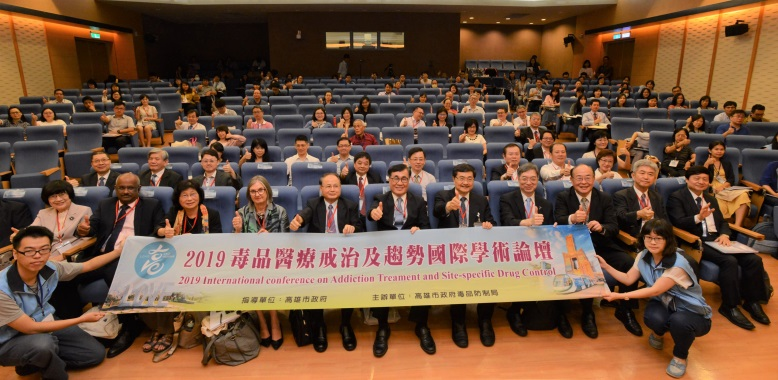 2019 毒品醫療戒治及趨勢國際學術論壇
2019 International conference on Addiction Treament and Site-specific Drug Control
指導單位：高雄市政府 主辦單位：高雄市政府毒品防制局